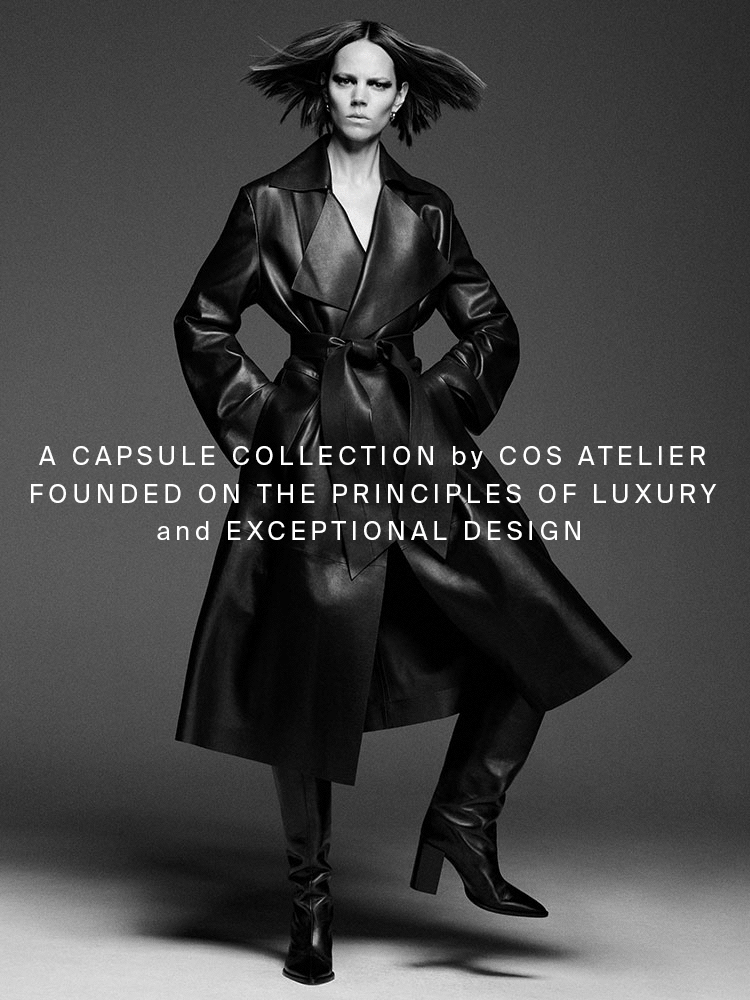 A CAPSULE COLLECTION by COS ATELIER
FOUNDED ON THE PRINCIPLES OF LUXURY
and EXCEPTIONAL DESIGN